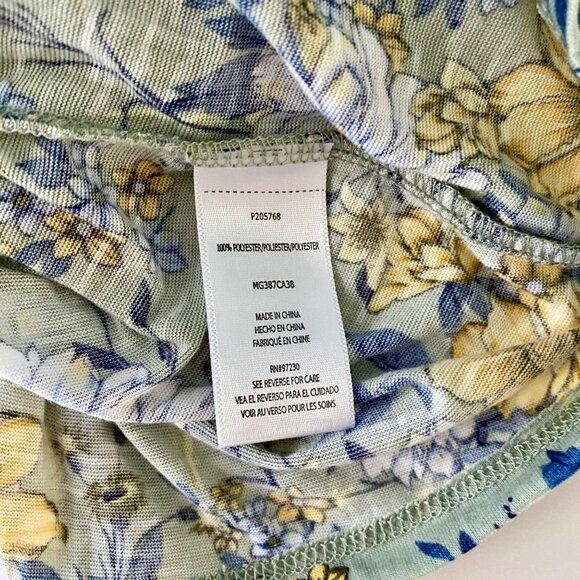 P205768
100% POLYESTER/POLIESTER/POLYESTER
MG387CA38
MADE IN CHINA
HECHO EN CHINA
FABRIQUÉ EN CHINE
RN#97230
SEE REVERSE FOR CARE
VEA EL REVERSO PARA EL CUIDADO
VOIR AU VERSO POUR LES SOINS